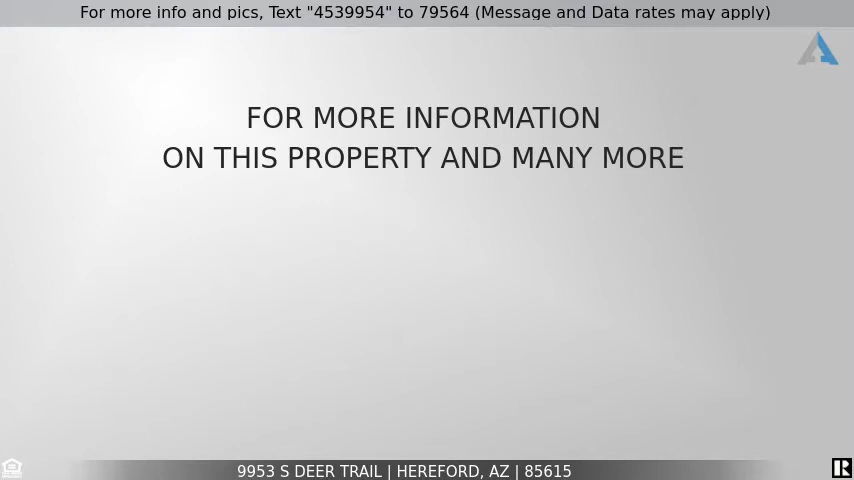 For more info and pics, Text "4539954" to 79564 (Message and Data rates may apply)
FOR MORE INFORMATION
ON THIS PROPERTY AND MANY MORE
9953 S DEER TRAIL | HEREFORD, AZ | 85615